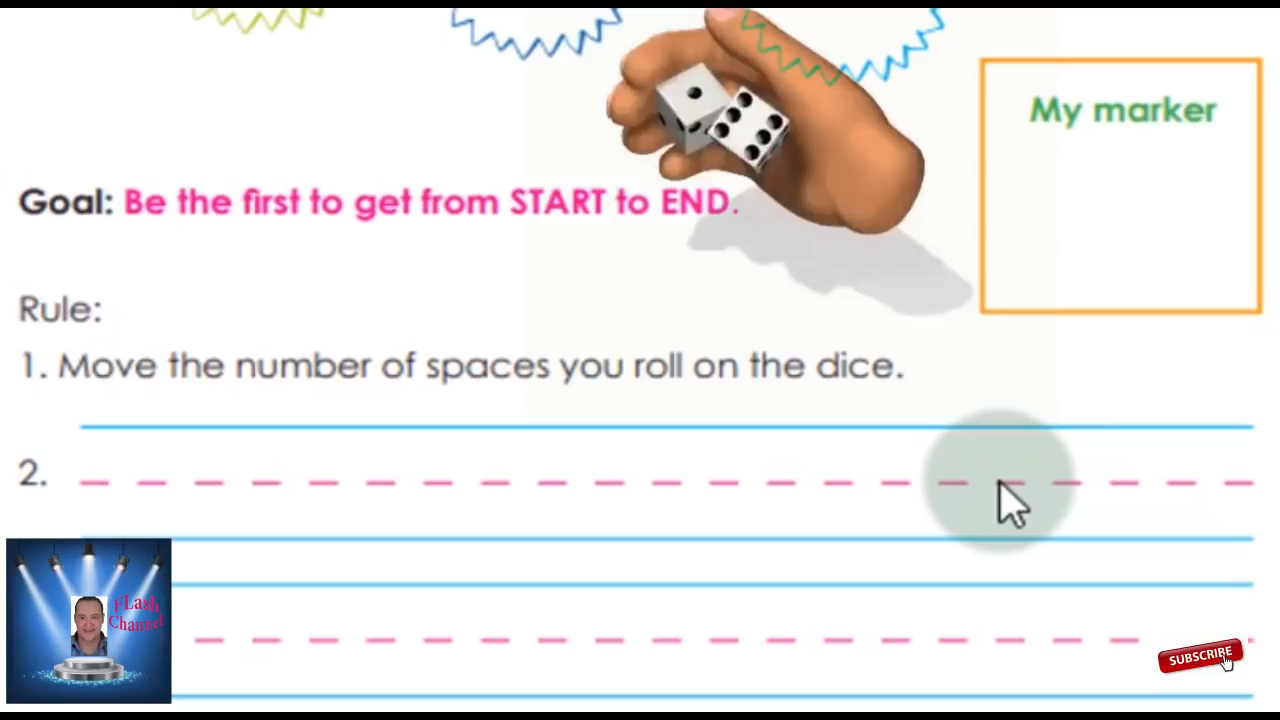 My marker
Goal: Be the first to get from START to END.
Rule:
1. Move the number of spaces you roll on the dice.
2.
FLash
Channel
SUBSCRIBE